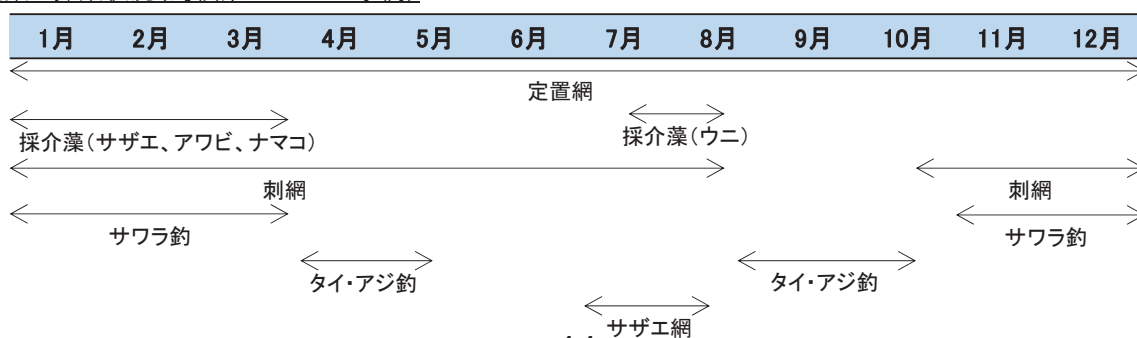 1月 2月 3月 4月 5月 6月 7月 8月 9月 10月 11月 12月
定置網
採介藻(サザエ、アワビ、ナマコ) 採介藻(ウニ)
刺網 刺網
サワラ釣 サワラ釣
タイ・アジ釣 タイ・アジ釣
サザエ網